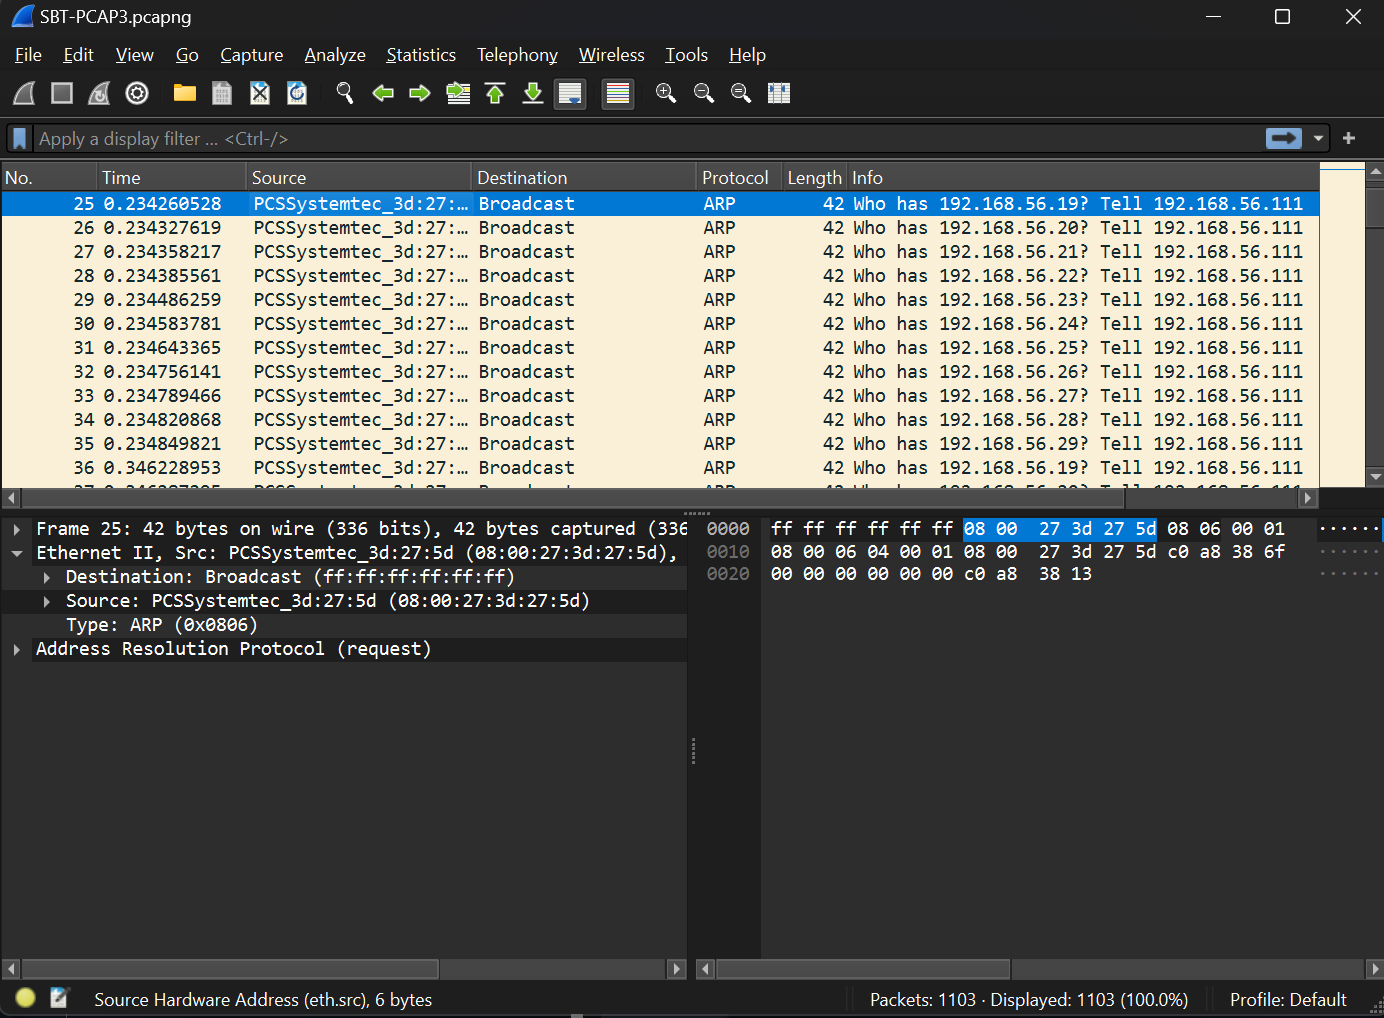 SBT-PCAP3.pcapng
File Edit View Go Capture Analyze Statistics Telephony Wireless Tools Help
Apply a display filter ... <Ctrl-/>
No. Time Source Destination Protocol Length Info
25 0.234260528 PCSSystemtec_3d:27:… Broadcast ARP 42 Who has 192.168.56.19? Tell 192.168.56.111
26 0.234327619 PCSSystemtec_3d:27:… Broadcast ARP 42 Who has 192.168.56.20? Tell 192.168.56.111
27 0.234358217 PCSSystemtec_3d:27:… Broadcast ARP 42 Who has 192.168.56.21? Tell 192.168.56.111
28 0.234385561 PCSSystemtec_3d:27:… Broadcast ARP 42 Who has 192.168.56.22? Tell 192.168.56.111
29 0.234486259 PCSSystemtec_3d:27:… Broadcast ARP 42 Who has 192.168.56.23? Tell 192.168.56.111
30 0.234583781 PCSSystemtec_3d:27:… Broadcast ARP 42 Who has 192.168.56.24? Tell 192.168.56.111
31 0.234643365 PCSSystemtec_3d:27:… Broadcast ARP 42 Who has 192.168.56.25? Tell 192.168.56.111
32 0.234756141 PCSSystemtec_3d:27:… Broadcast ARP 42 Who has 192.168.56.26? Tell 192.168.56.111
33 0.234789466 PCSSystemtec_3d:27:… Broadcast ARP 42 Who has 192.168.56.27? Tell 192.168.56.111
34 0.234820868 PCSSystemtec_3d:27:… Broadcast ARP 42 Who has 192.168.56.28? Tell 192.168.56.111
35 0.234849821 PCSSystemtec_3d:27:… Broadcast ARP 42 Who has 192.168.56.29? Tell 192.168.56.111
36 0.346228953 PCSSystemtec_3d:27:… Broadcast ARP 42 Who has 192.168.56.19? Tell 192.168.56.111
Frame 25: 42 bytes on wire (336 bits), 42 bytes captured (336
Ethernet II, Src: PCSSystemtec_3d:27:5d (08:00:27:3d:27:5d),
Destination: Broadcast (ff:ff:ff:ff:ff:ff)
Source: PCSSystemtec_3d:27:5d (08:00:27:3d:27:5d)
Type: ARP (0x0806)
Address Resolution Protocol (request)
0000 ff ff ff ff ff ff 08 00 27 3d 27 5d 08 06 00 01 ······
0010 08 00 06 04 00 01 08 00 27 3d 27 5d c0 a8 38 6f ······
0020 00 00 00 00 00 00 c0 a8 38 13 ······
Source Hardware Address (eth.src), 6 bytes Packets: 1103 · Displayed: 1103 (100.0%) Profile: Default